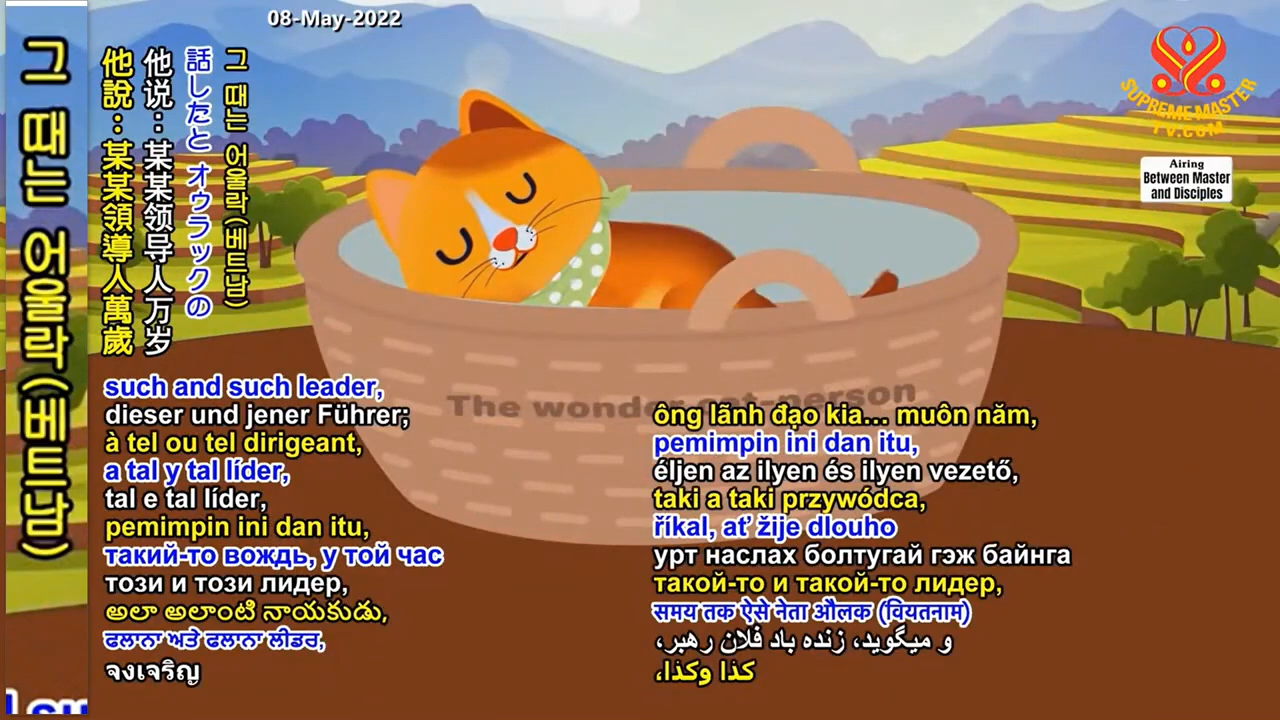 08-May-2022
SUPREME MASTER
TV.COM
Airing
Between Master
and Disciples
그 때는 어울락(베트남)
그 때는 어울락(베트남)
話したと オゥラックの
他说：某某领导人万岁
他說：某某領導人萬歲
The wonder cat-person
such and such leader,
dieser und jener Führer;
à tel ou tel dirigeant,
a tal y tal líder,
tal e tal líder,
pemimpin ini dan itu,
такий-то вождь, у той час
този и този лидер,
అలా అలాంటి నాయకుడు,
ਫਲਾਨਾ ਅਤੇ ਫਲਾਨਾ ਲੀਡਰ,
จงเจริญ
ông lãnh đạo kia... muôn năm,
pemimpin ini dan itu,
éljen az ilyen és ilyen vezető,
taki a taki przywódca,
říkal, ať žije dlouho
урт наслах болтугай гэж байнга
такой-то и такой-то лидер,
समय तक ऐसे नेता औलक (वियतनाम)
و میگوید، زنده باد فلان رهبر،
كذا وكذا،